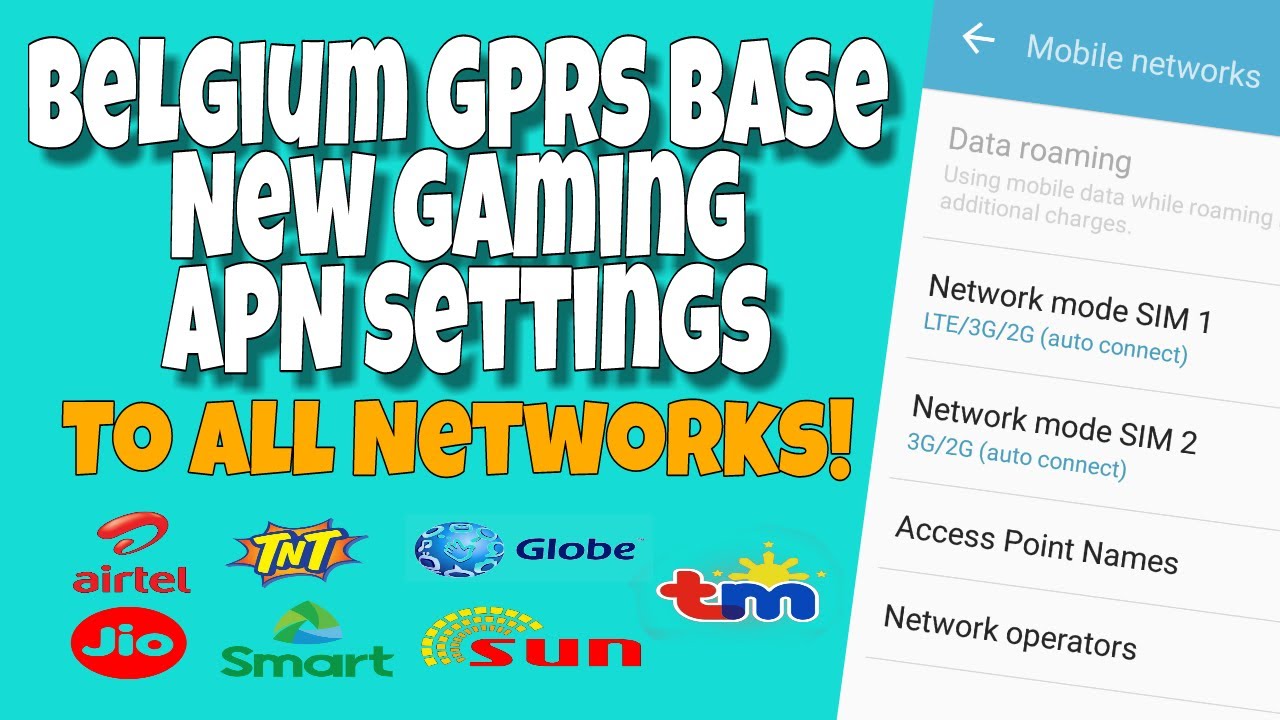 BELGIUM GPRS BASE
NEW GAMING
APN SETTINGS
TO ALL NETWORKS!
airtel
TNT
Globe
tm
Jio
Smart
sun
Mobile networks
Data roaming
Using mobile data while roaming
additional charges.
Network mode SIM 1
LTE/3G/2G (auto connect)
Network mode SIM 2
3G/2G (auto connect)
Access Point Names
Network operators